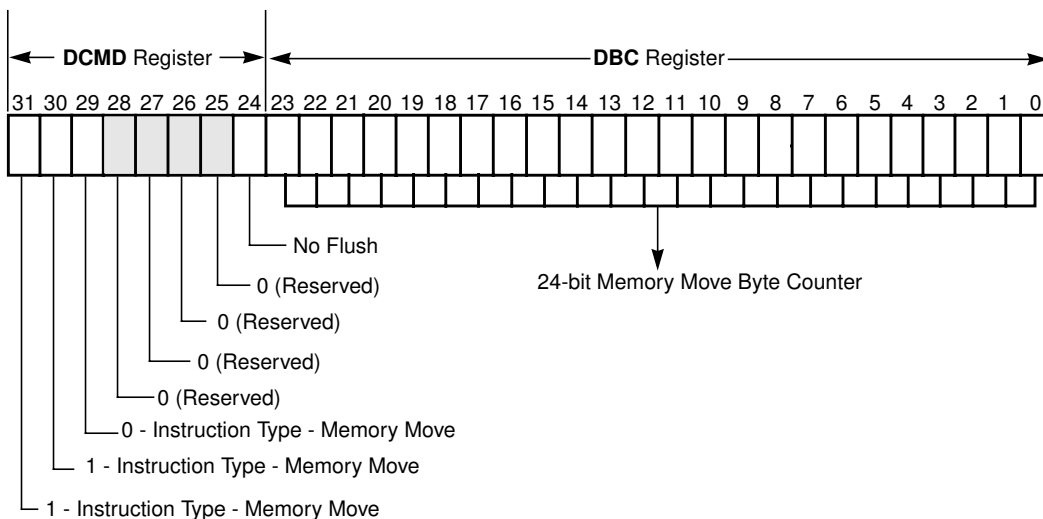 DCMD Register DBC Register
31 30 29 28 27 26 25 24 23 22 21 20 19 18 17 16 15 14 13 12 11 10 9 8 7 6 5 4 3 2 1 0
No Flush
24-bit Memory Move Byte Counter
0 (Reserved)
0 (Reserved)
0 (Reserved)
0 (Reserved)
0 - Instruction Type - Memory Move
1 - Instruction Type - Memory Move
1 - Instruction Type - Memory Move